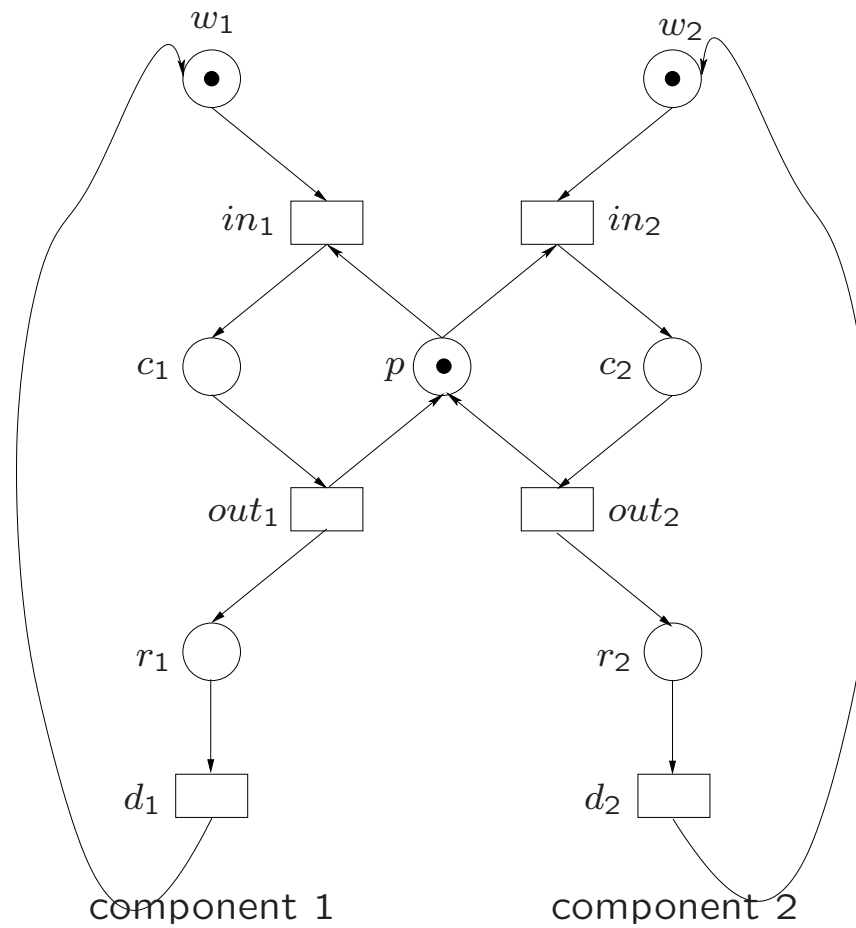 w₁ w₂
in₁ in₂
c₁ p c₂
out₁ out₂
r₁ r₂
d₁ d₂
component 1 component 2